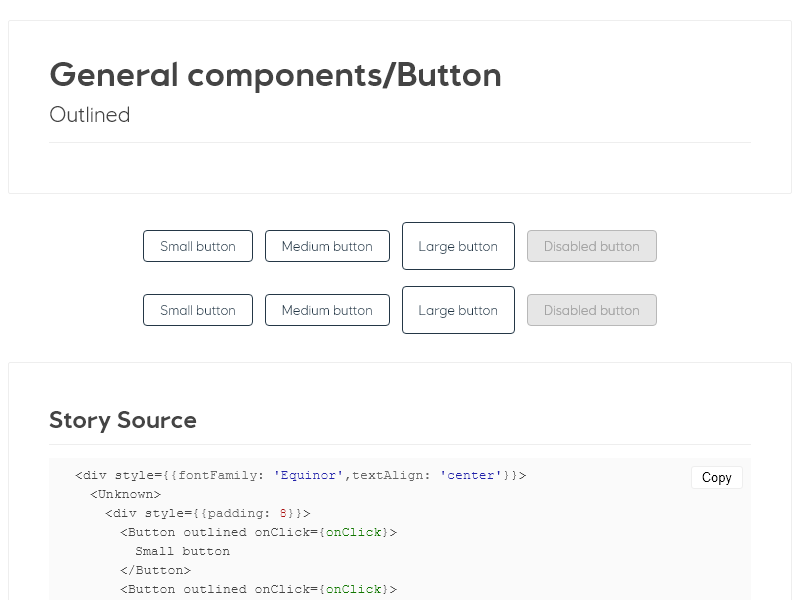 General components/Button
Outlined
Small button Medium button Large button Disabled button
Small button Medium button Large button Disabled button
Story Source
<div style={{fontFamily: 'Equinor',textAlign: 'center'}}>
Copy
<Unknown>
<div style={{padding: 8}}>
<Button outlined onClick={onClick}>
Small button
</Button>
<Button outlined onClick={onClick}>